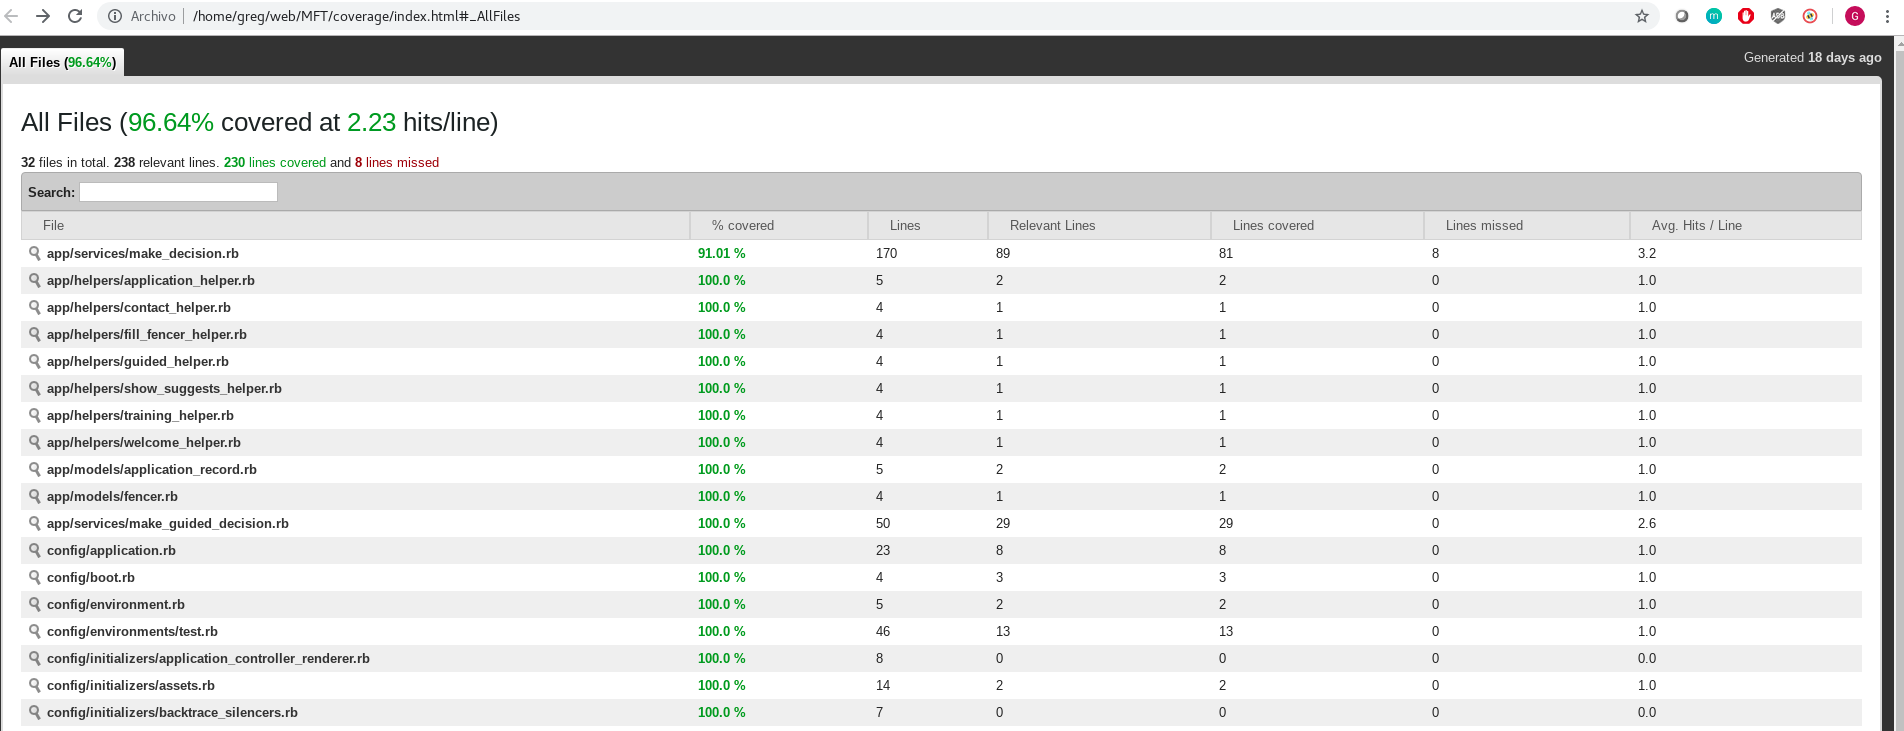 Archivo | /home/greg/web/MFT/coverage/index.html#_AllFiles
m
ABP
G
All Files (96.64%)
Generated 18 days ago
All Files (96.64% covered at 2.23 hits/line)
32 files in total. 238 relevant lines. 230 lines covered and 8 lines missed
Search:
File % covered Lines Relevant Lines Lines covered Lines missed Avg. Hits / Line
app/services/make_decision.rb 91.01 % 170 89 81 8 3.2
app/helpers/application_helper.rb 100.0 % 5 2 2 0 1.0
app/helpers/contact_helper.rb 100.0 % 4 1 1 0 1.0
app/helpers/fill_fencer_helper.rb 100.0 % 4 1 1 0 1.0
app/helpers/guided_helper.rb 100.0 % 4 1 1 0 1.0
app/helpers/show_suggests_helper.rb 100.0 % 4 1 1 0 1.0
app/helpers/training_helper.rb 100.0 % 4 1 1 0 1.0
app/helpers/welcome_helper.rb 100.0 % 4 1 1 0 1.0
app/models/application_record.rb 100.0 % 5 2 2 0 1.0
app/models/fencer.rb 100.0 % 4 1 1 0 1.0
app/services/make_guided_decision.rb 100.0 % 50 29 29 0 2.6
config/application.rb 100.0 % 23 8 8 0 1.0
config/boot.rb 100.0 % 4 3 3 0 1.0
config/environment.rb 100.0 % 5 2 2 0 1.0
config/environments/test.rb 100.0 % 46 13 13 0 1.0
config/initializers/application_controller_renderer.rb 100.0 % 8 0 0 0 0.0
config/initializers/assets.rb 100.0 % 14 2 2 0 1.0
config/initializers/backtrace_silencers.rb 100.0 % 7 0 0 0 0.0